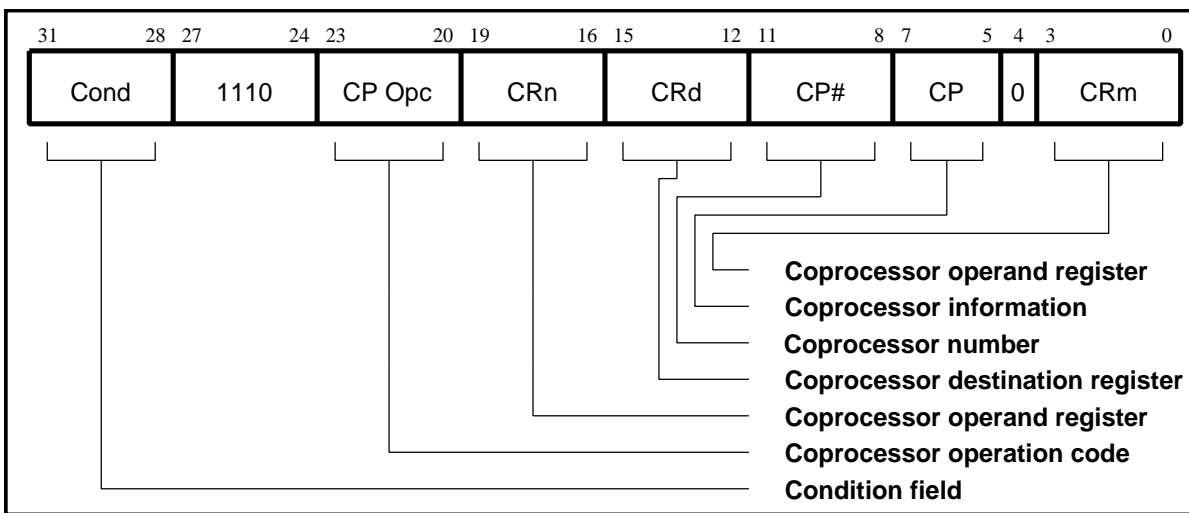 31 28 27 24 23 20 19 16 15 12 11 8 7 5 4 3 0
Cond 1110 CP Opc CRn CRd CP# CP 0 CRm
Coprocessor operand register
Coprocessor information
Coprocessor number
Coprocessor destination register
Coprocessor operand register
Coprocessor operation code
Condition field